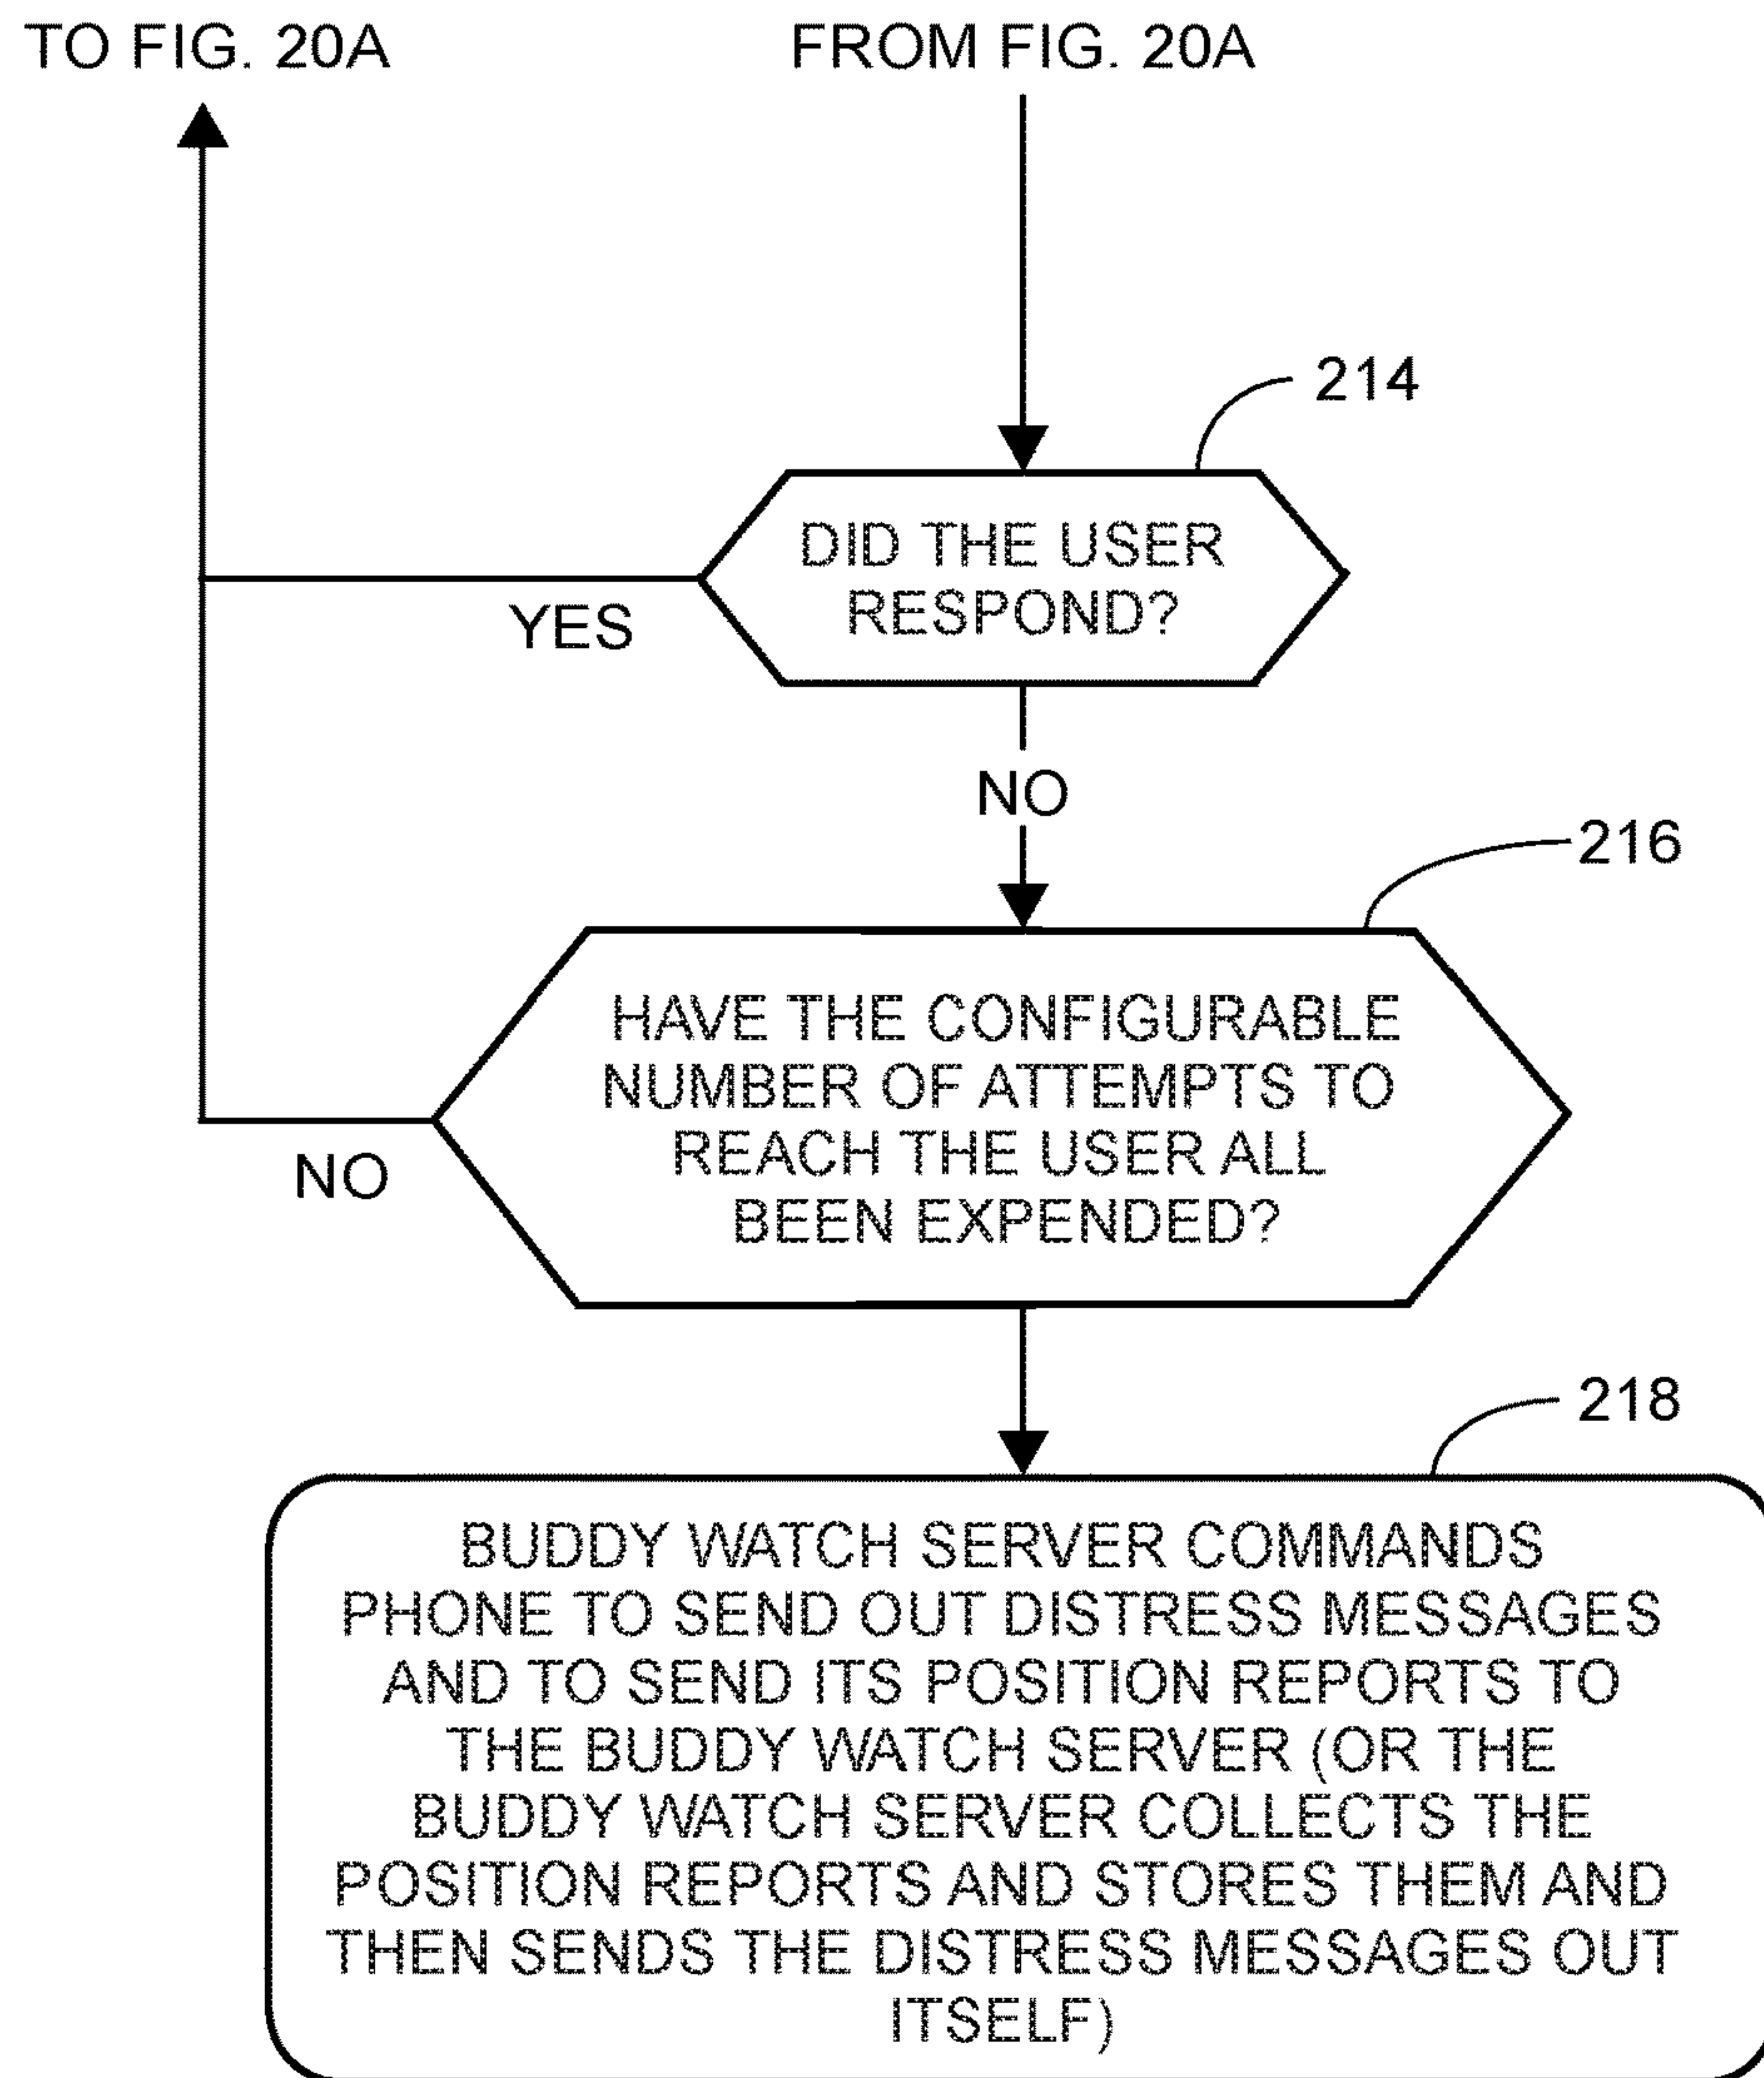 TO FIG. 20A
FROM FIG. 20A
214
DID THE USER
RESPOND?
YES
NO
216
HAVE THE CONFIGURABLE
NUMBER OF ATTEMPTS TO
REACH THE USER ALL
BEEN EXPENDED?
NO
218
BUDDY WATCH SERVER COMMANDS
PHONE TO SEND OUT DISTRESS MESSAGES
AND TO SEND ITS POSITION REPORTS TO
THE BUDDY WATCH SERVER (OR THE
BUDDY WATCH SERVER COLLECTS THE
POSITION REPORTS AND STORES THEM AND
THEN SENDS THE DISTRESS MESSAGES OUT
ITSELF)